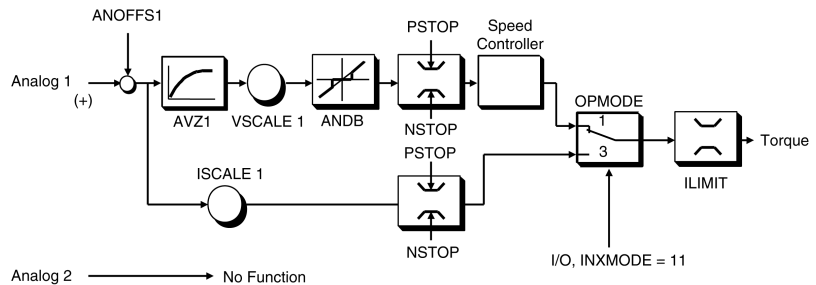 ANOFFS1
PSTOP
Speed
Controller
Analog 1
(+)
AVZ1
VSCALE 1
ANDB
NSTOP
OPMODE
1
3
Torque
ILIMIT
PSTOP
ISCALE 1
NSTOP
I/O, INXMODE = 11
Analog 2
No Function